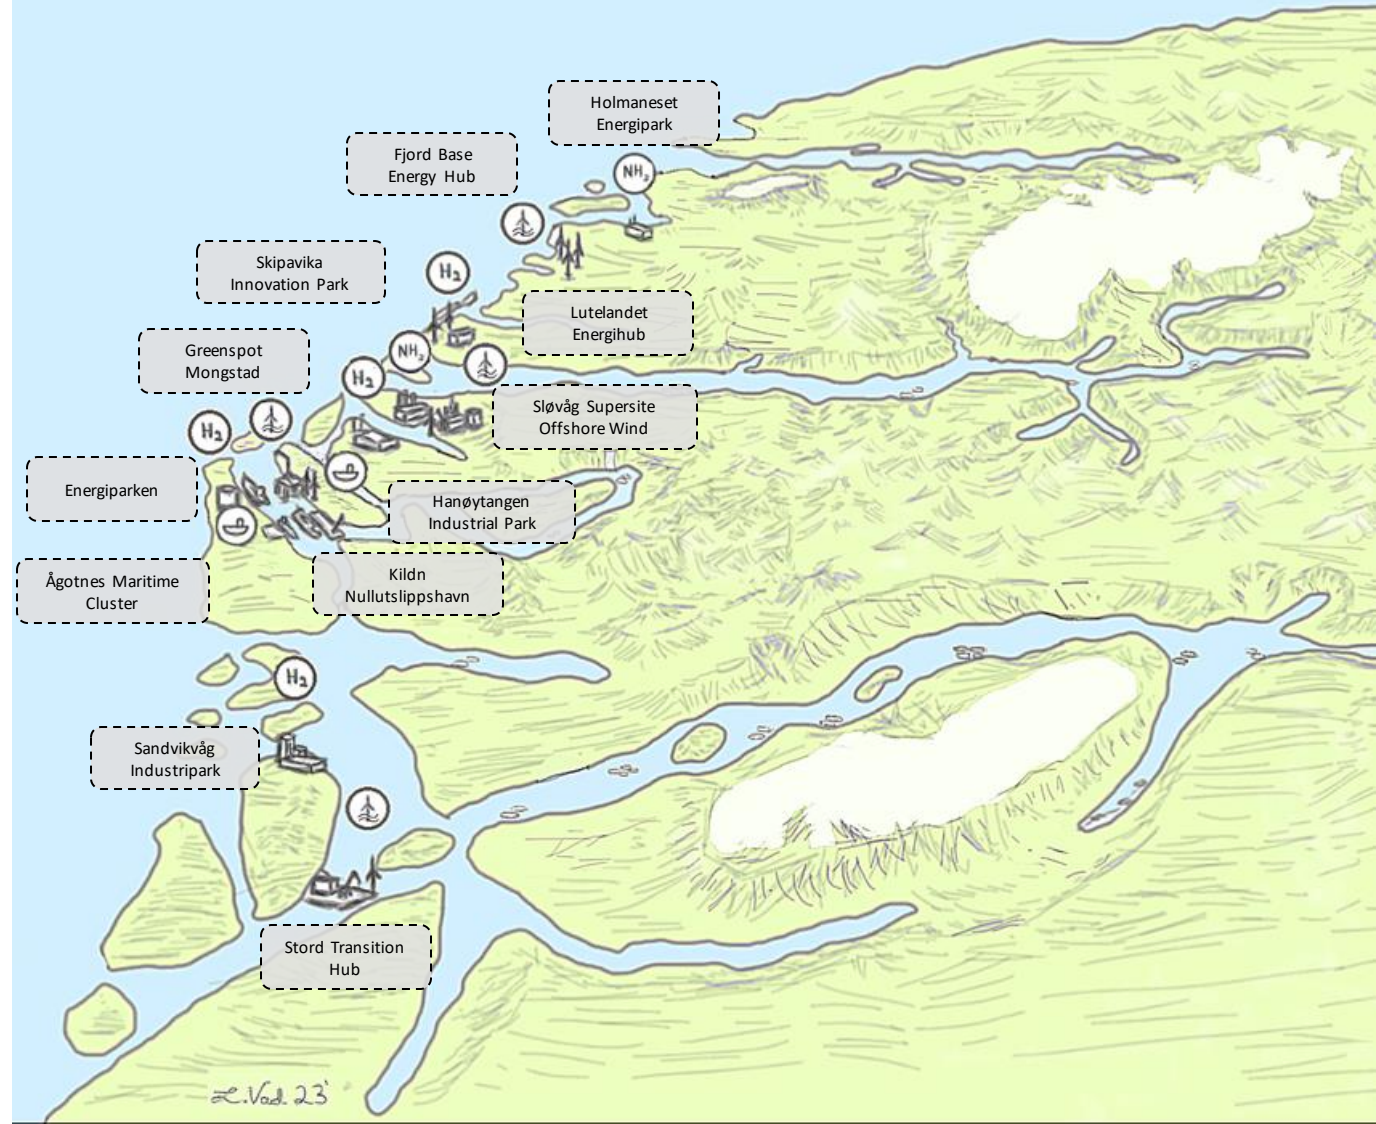 Holmaneset
Energipark
Fjord Base
Energy Hub
NH₃
Skipavika
Innovation Park
H₂
Lutelandet
Energihub
Greenspot
Mongstad
NH₃
H₂
Sløvåg Supersite
Offshore Wind
H₂
Energiparken
Hanøytangen
Industrial Park
Ågotnes Maritime
Cluster
Kildn
Nullutslippshavn
H₂
Sandvikvåg
Industripark
Stord Transition
Hub
L.Vad. 23'